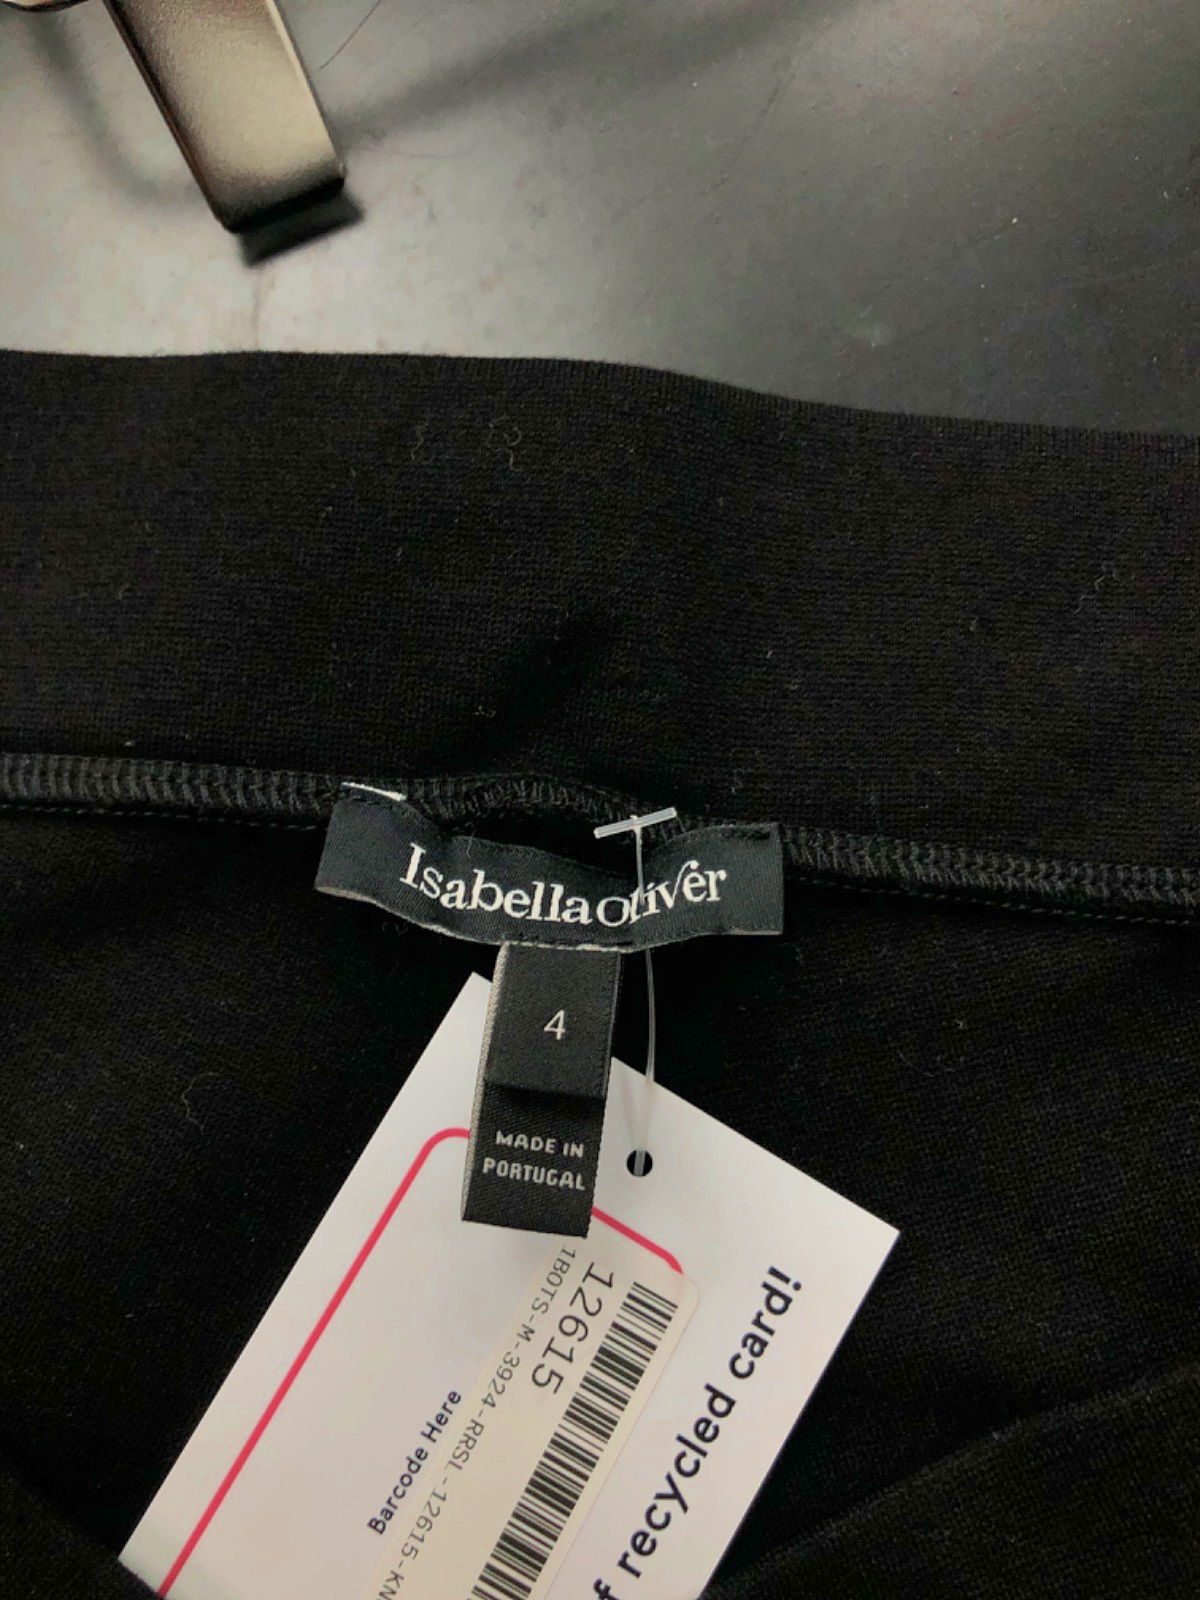 Isabella Oliver
4
MADE IN
PORTUGAL
12615
1BOTS-M-3924-RRSL-12615-KN
Barcode Here
f recycled card!